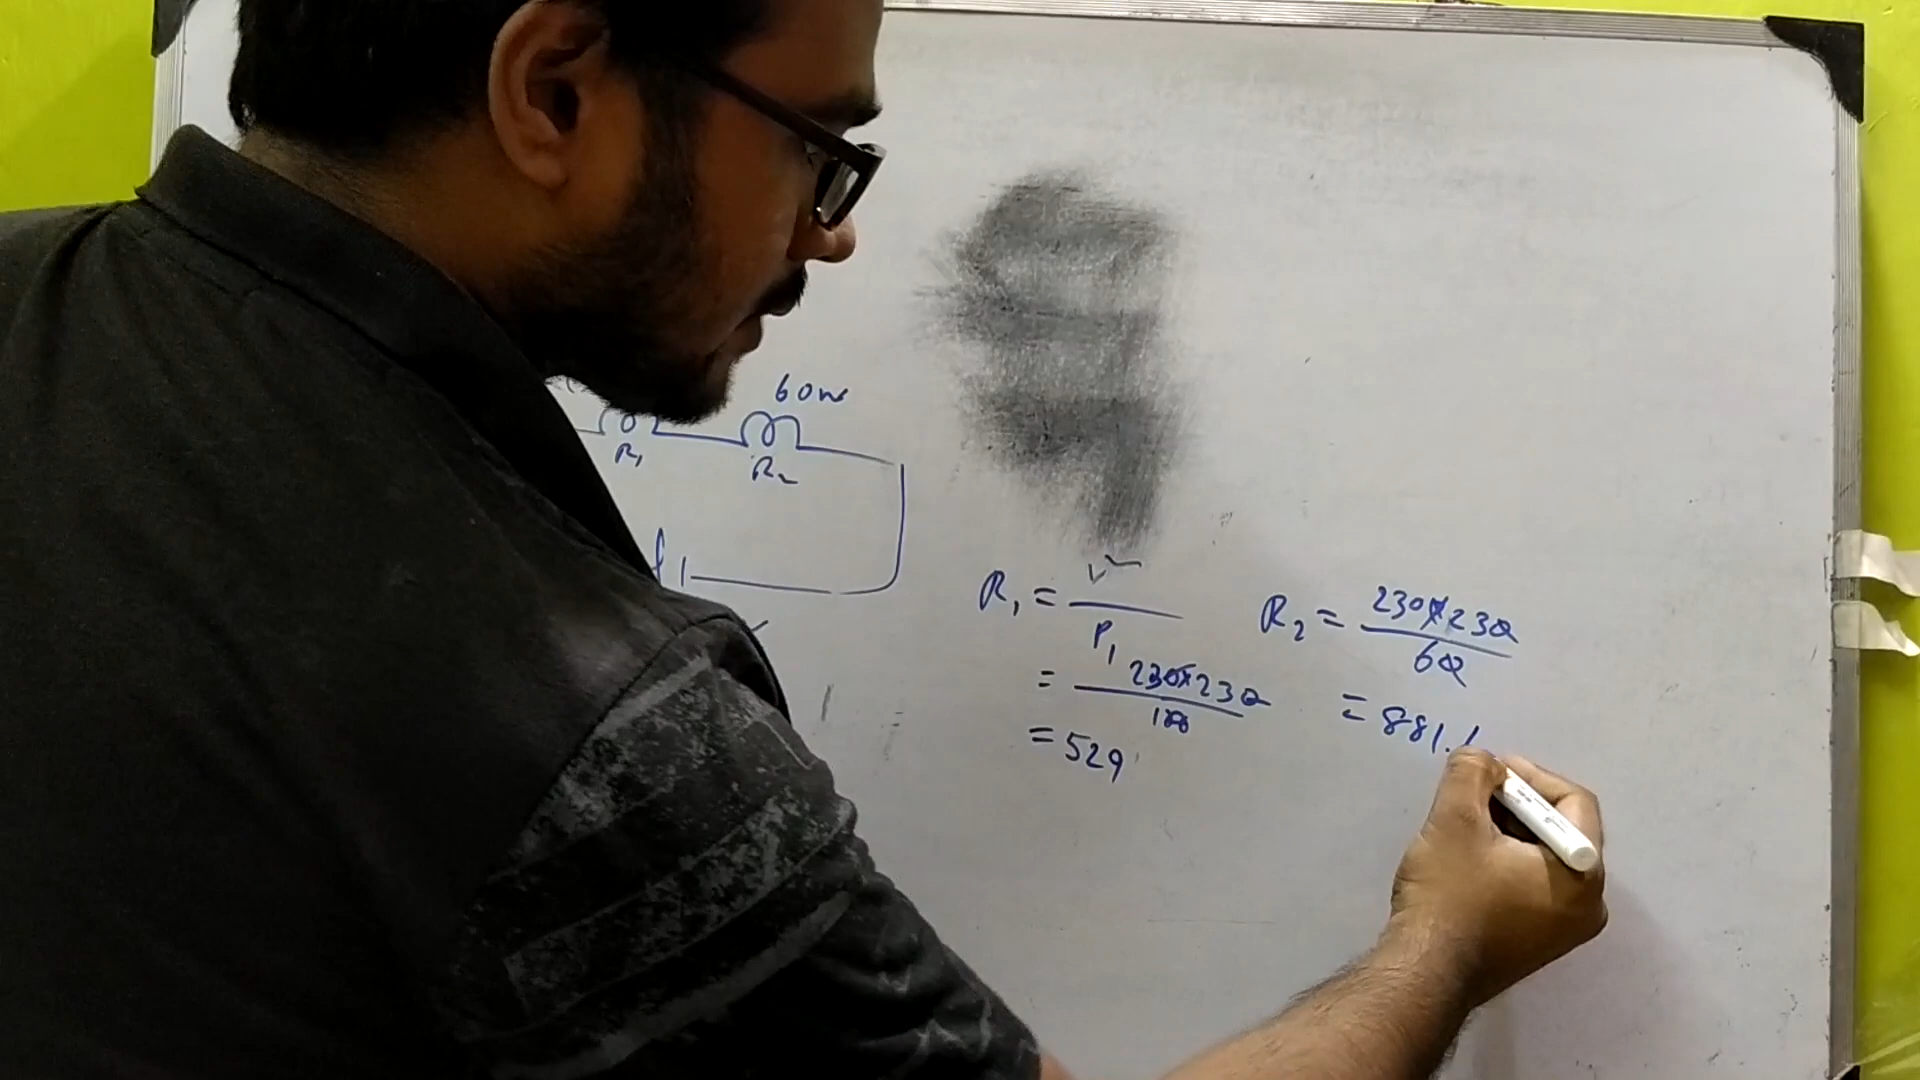 60w
R₁
R₂
R₁ = V²
P₁
= 230×230
100
= 529
R₂ = 230×230
60
= 881.